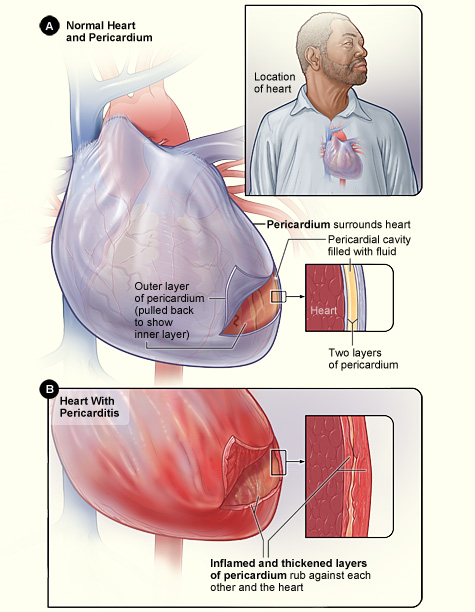 A
Normal Heart
and Pericardium
Location
of heart
Pericardium surrounds heart
Pericardial cavity
filled with fluid
Outer layer
of pericardium
(pulled back
to show
inner layer)
Heart
Two layers
of pericardium
B
Heart With
Pericarditis
Inflamed and thickened layers
of pericardium rub against each
other and the heart